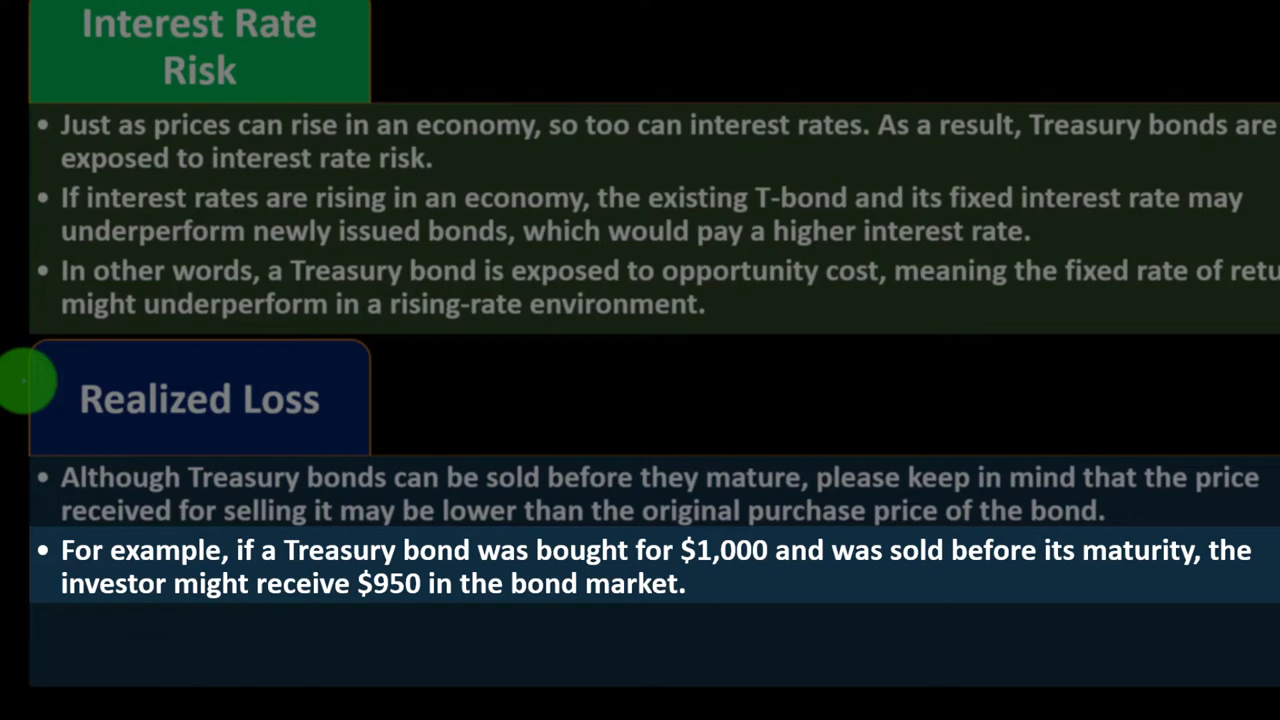 Interest Rate
Risk
• Just as prices can rise in an economy, so too can interest rates. As a result, Treasury bonds are
exposed to interest rate risk.
• If interest rates are rising in an economy, the existing T-bond and its fixed interest rate may
underperform newly issued bonds, which would pay a higher interest rate.
• In other words, a Treasury bond is exposed to opportunity cost, meaning the fixed rate of retu
might underperform in a rising-rate environment.
Realized Loss
• Although Treasury bonds can be sold before they mature, please keep in mind that the price
received for selling it may be lower than the original purchase price of the bond.
• For example, if a Treasury bond was bought for $1,000 and was sold before its maturity, the
investor might receive $950 in the bond market.